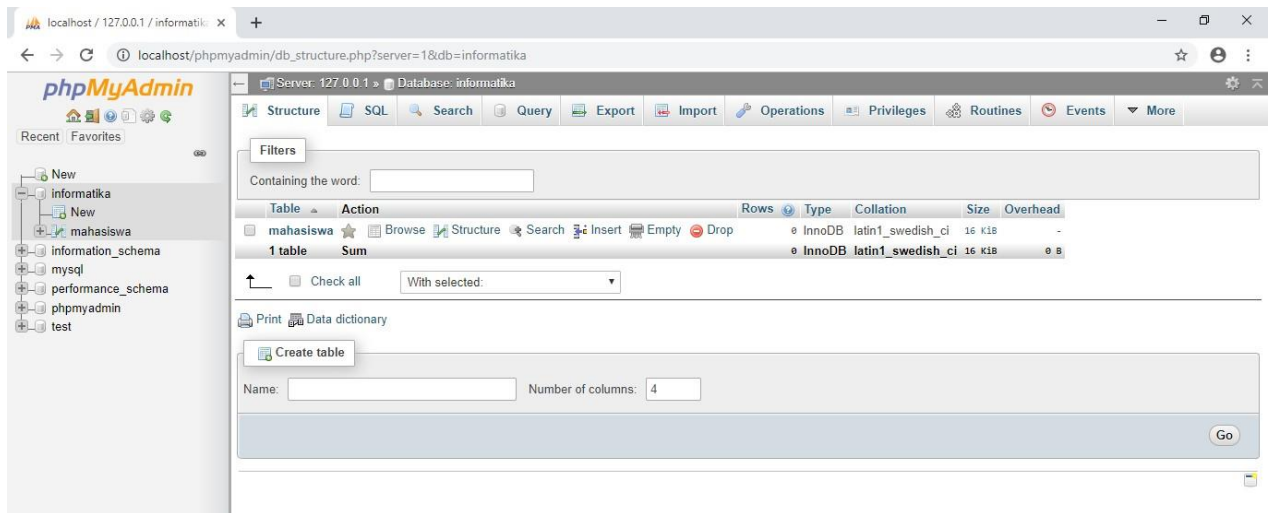 localhost / 127.0.0.1 / informatik
localhost/phpmyadmin/db_structure.php?server=1&db=informatika
phpMyAdmin
Recent Favorites
New
informatika
New
mahasiswa
information_schema
mysql
performance_schema
phpmyadmin
test
Server: 127.0.0.1 » Database: informatika
Structure SQL Search Query Export Import Operations Privileges Routines Events More
Filters
Containing the word:
Table Action Rows Type Collation Size Overhead
mahasiswa Browse Structure Search Insert Empty Drop 0 InnoDB latin1_swedish_ci 16 KiB -
1 table Sum 0 InnoDB latin1_swedish_ci 16 KiB 0 B
Check all With selected:
Print Data dictionary
Create table
Name: Number of columns: 4
Go